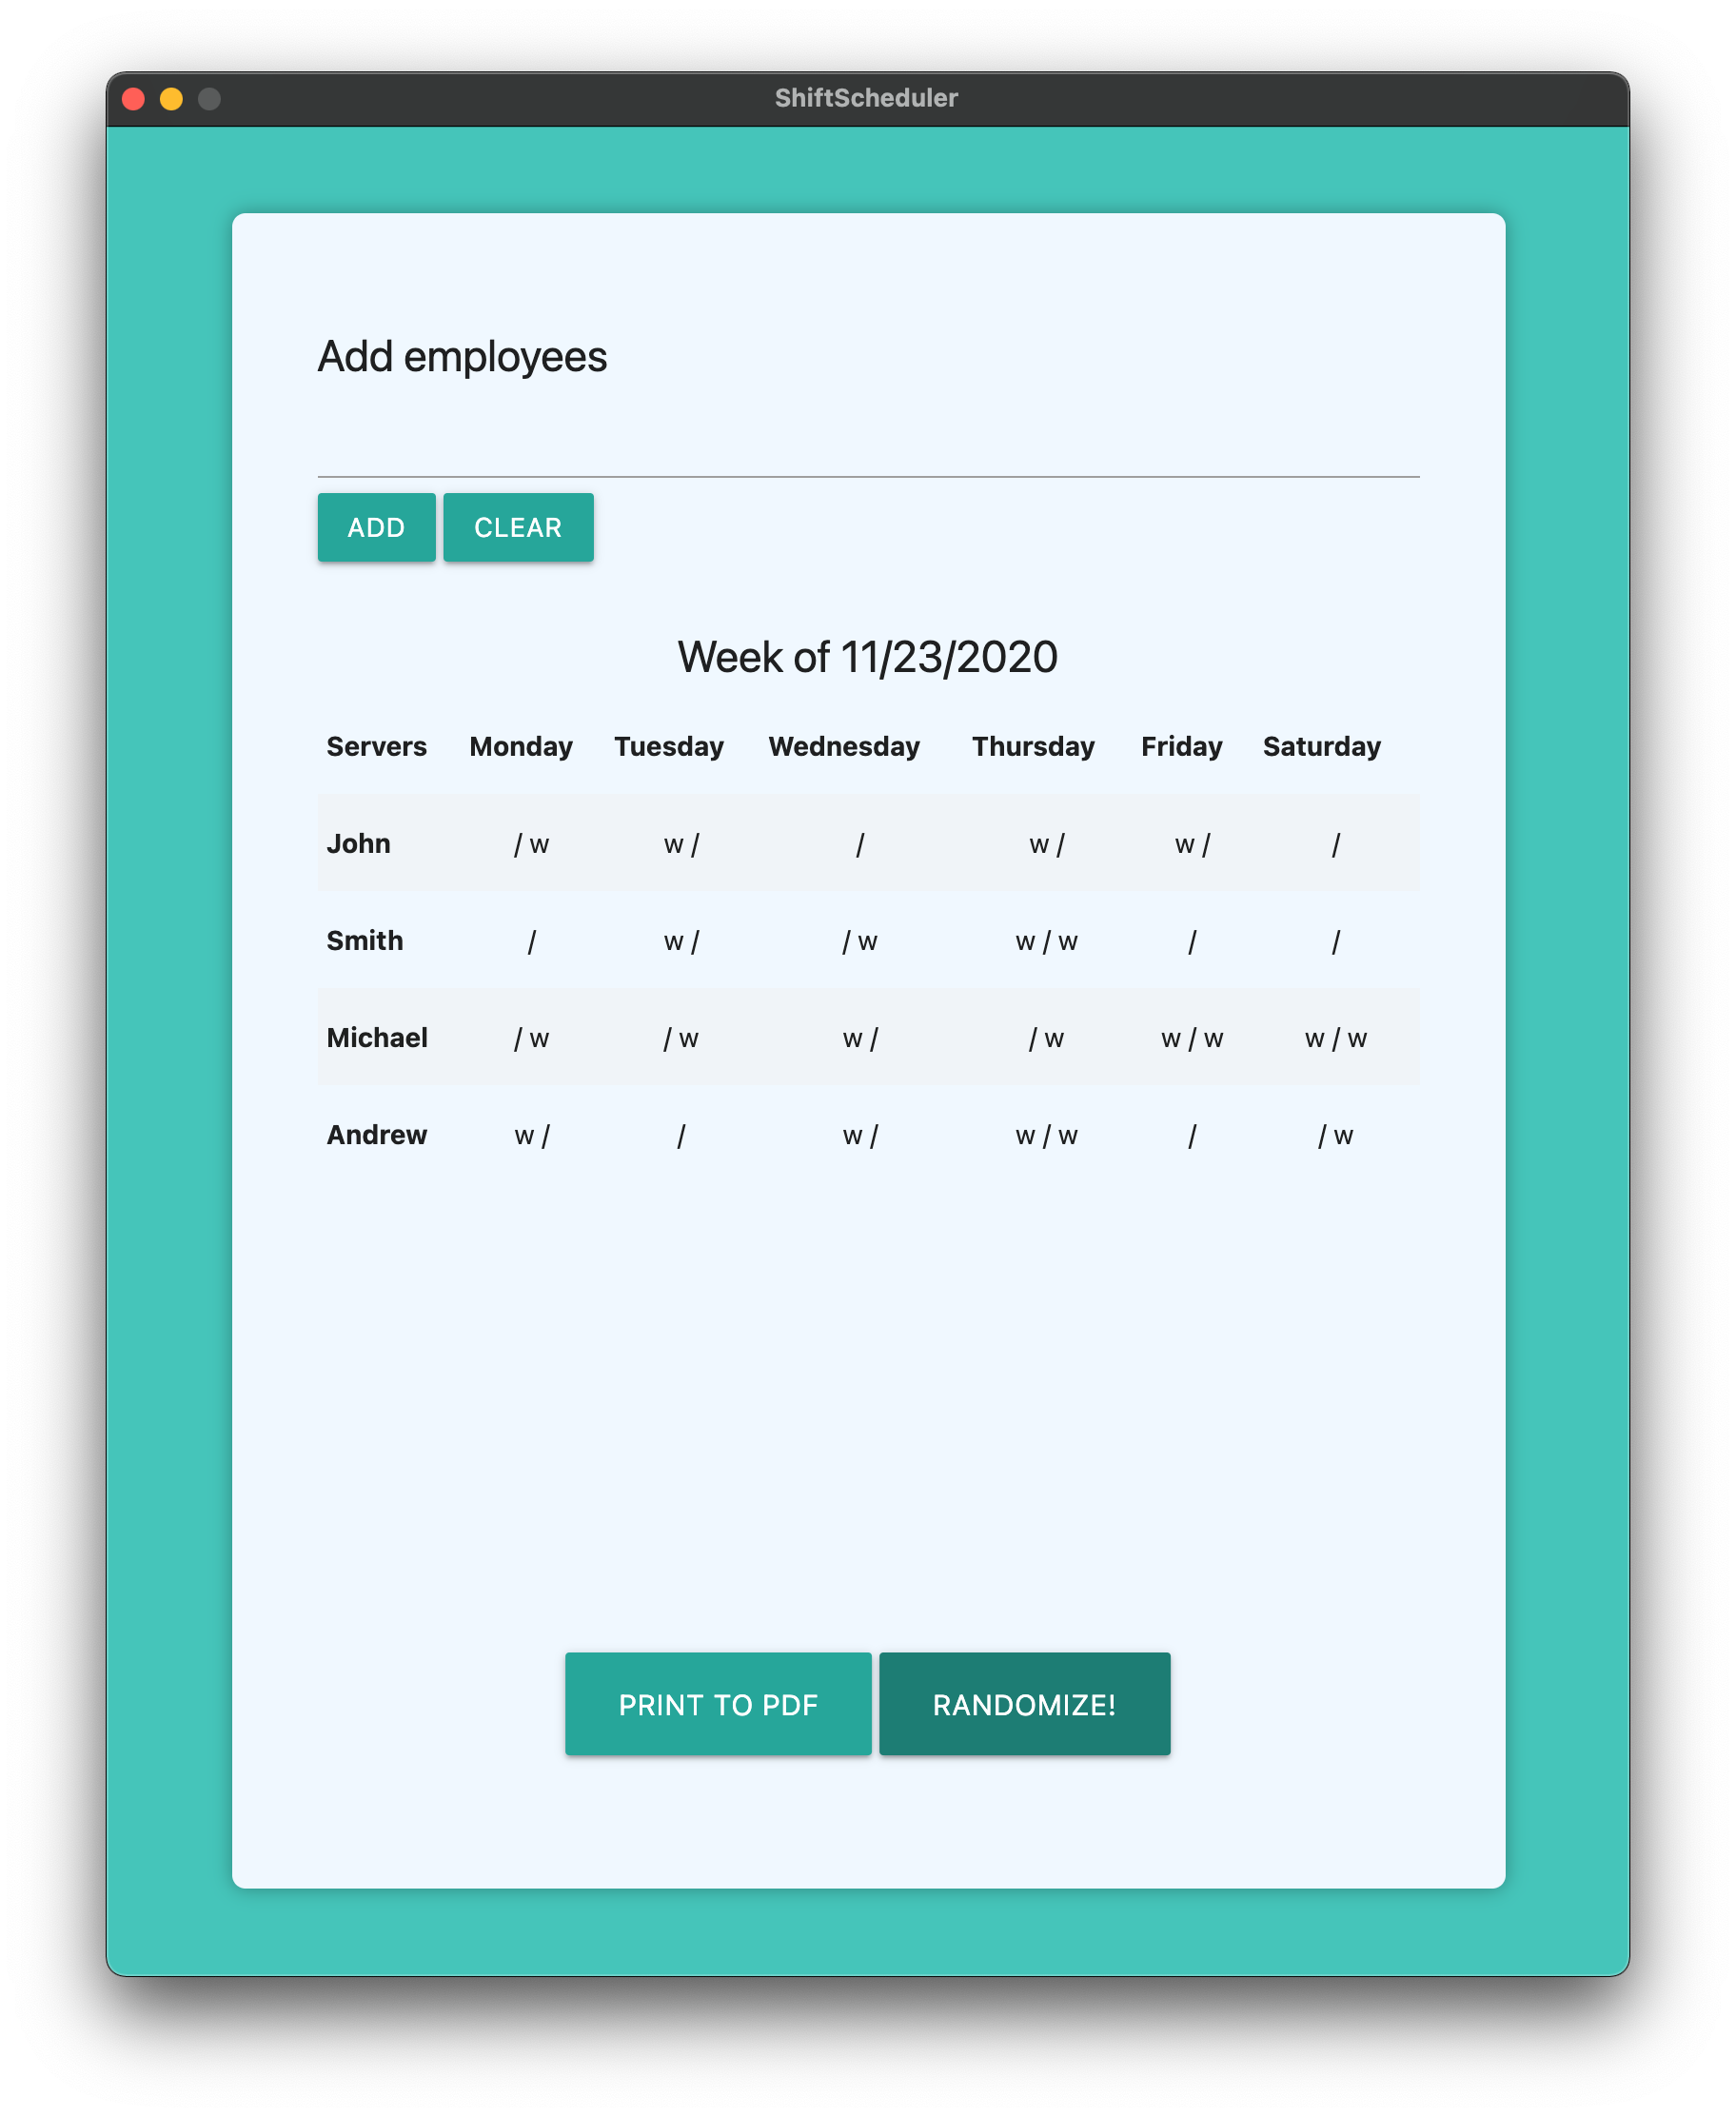 ShiftScheduler
Add employees
ADD CLEAR
Week of 11/23/2020
Servers Monday Tuesday Wednesday Thursday Friday Saturday
John / w w / / w / w / /
Smith / w / / w w / w / /
Michael / w / w w / / w w / w w / w
Andrew w / / w / w / w / / w
PRINT TO PDF RANDOMIZE!